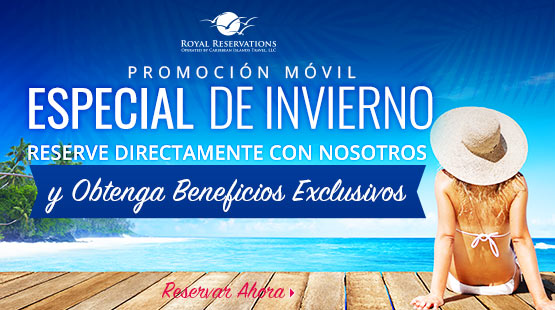 ROYAL RESERVATIONS
OPERATED BY CARIBBEAN ISLANDS TRAVEL, LLC
PROMOCIÓN MÓVIL
ESPECIAL DE INVIERNO
RESERVE DIRECTAMENTE CON NOSOTROS
y Obtenga Beneficios Exclusivos
Reservar Ahora